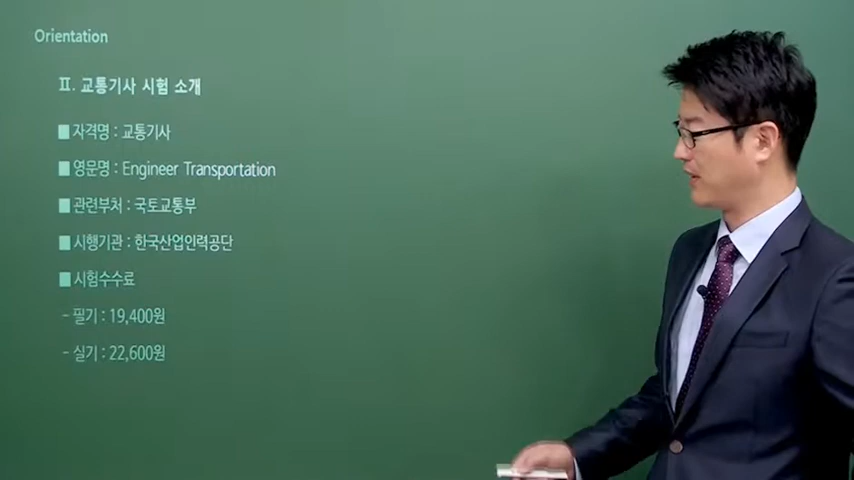 Orientation
Ⅱ. 교통기사 시험 소개
■자격명 : 교통기사
■영문명 : Engineer Transportation
■관련부처 : 국토교통부
■시행기관 : 한국산업인력공단
■시험수수료
- 필기 : 19,400원
- 실기 : 22,600원